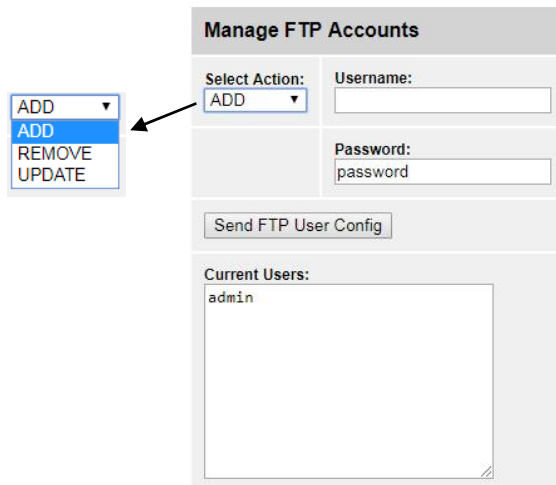 Manage FTP Accounts
Select Action:
ADD
Username:
ADD
ADD
REMOVE
UPDATE
Password:
password
Send FTP User Config
Current Users:
admin